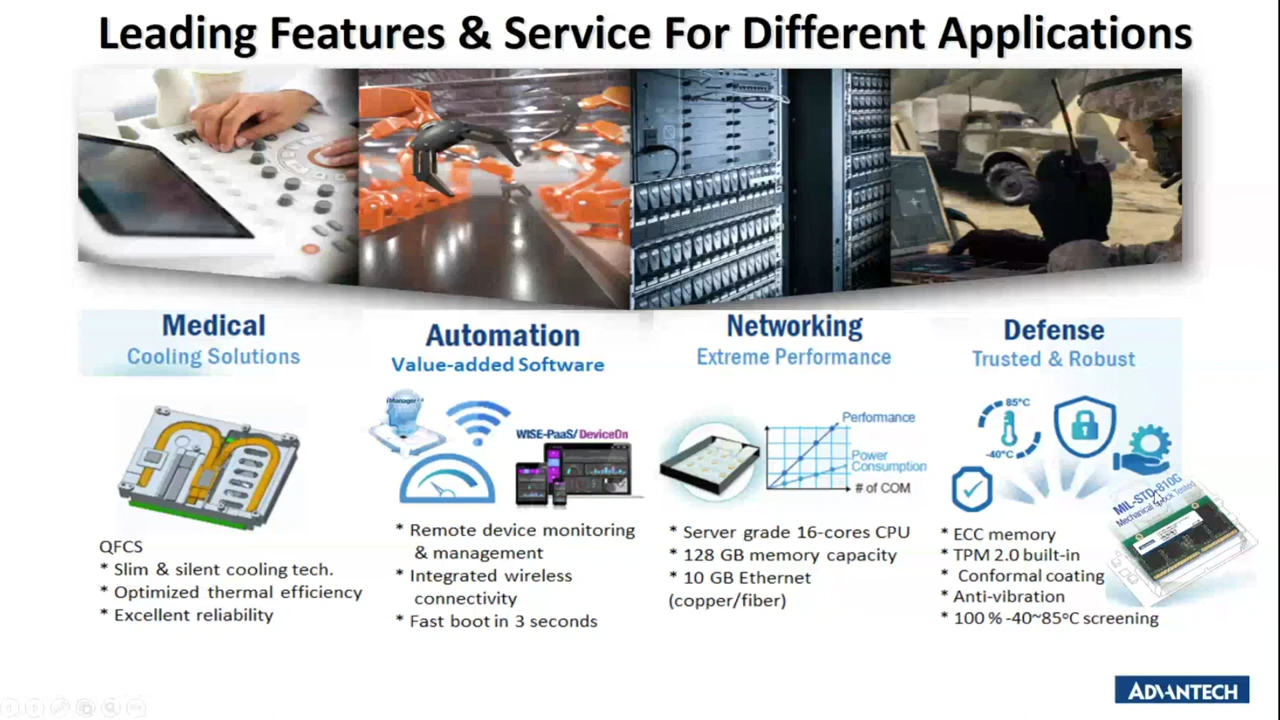 Leading Features & Service For Different Applications
Medical
Cooling Solutions
QFCS
* Slim & silent cooling tech.
* Optimized thermal efficiency
* Excellent reliability
Automation
Value-added Software
iManager
WISE-PaaS/ DeviceOn
* Remote device monitoring
& management
* Integrated wireless
connectivity
* Fast boot in 3 seconds
Networking
Extreme Performance
Performance
Power
Consumption
# of COM
* Server grade 16-cores CPU
* 128 GB memory capacity
* 10 GB Ethernet
(copper/fiber)
Defense
Trusted & Robust
85°C
-40°C
MIL-STD-810G
Mechanical Shock Tested
* ECC memory
* TPM 2.0 built-in
* Conformal coating
* Anti-vibration
* 100 % -40~85°C screening
ADVANTECH